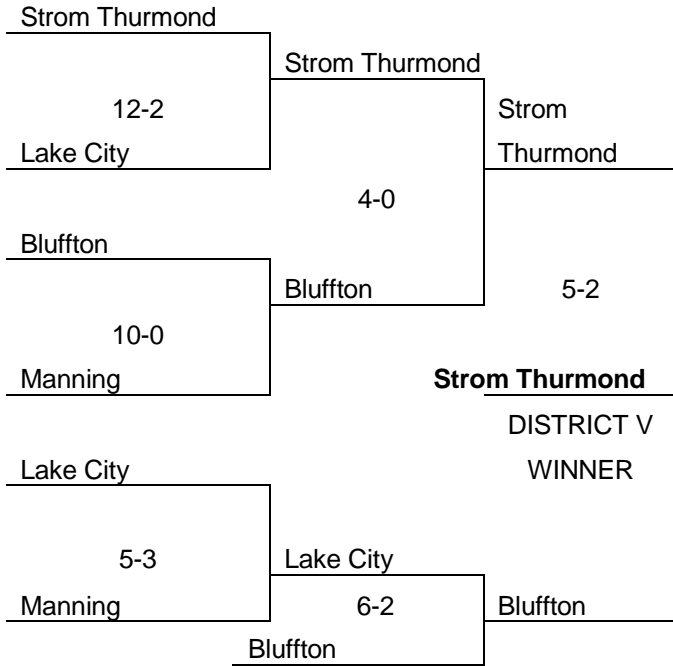 Strom Thurmond
Strom Thurmond
12-2
Strom
Lake City
Thurmond
4-0
Bluffton
Bluffton
5-2
10-0
Manning
Strom Thurmond
DISTRICT V
Lake City
WINNER
5-3
Lake City
Manning
6-2
Bluffton
Bluffton